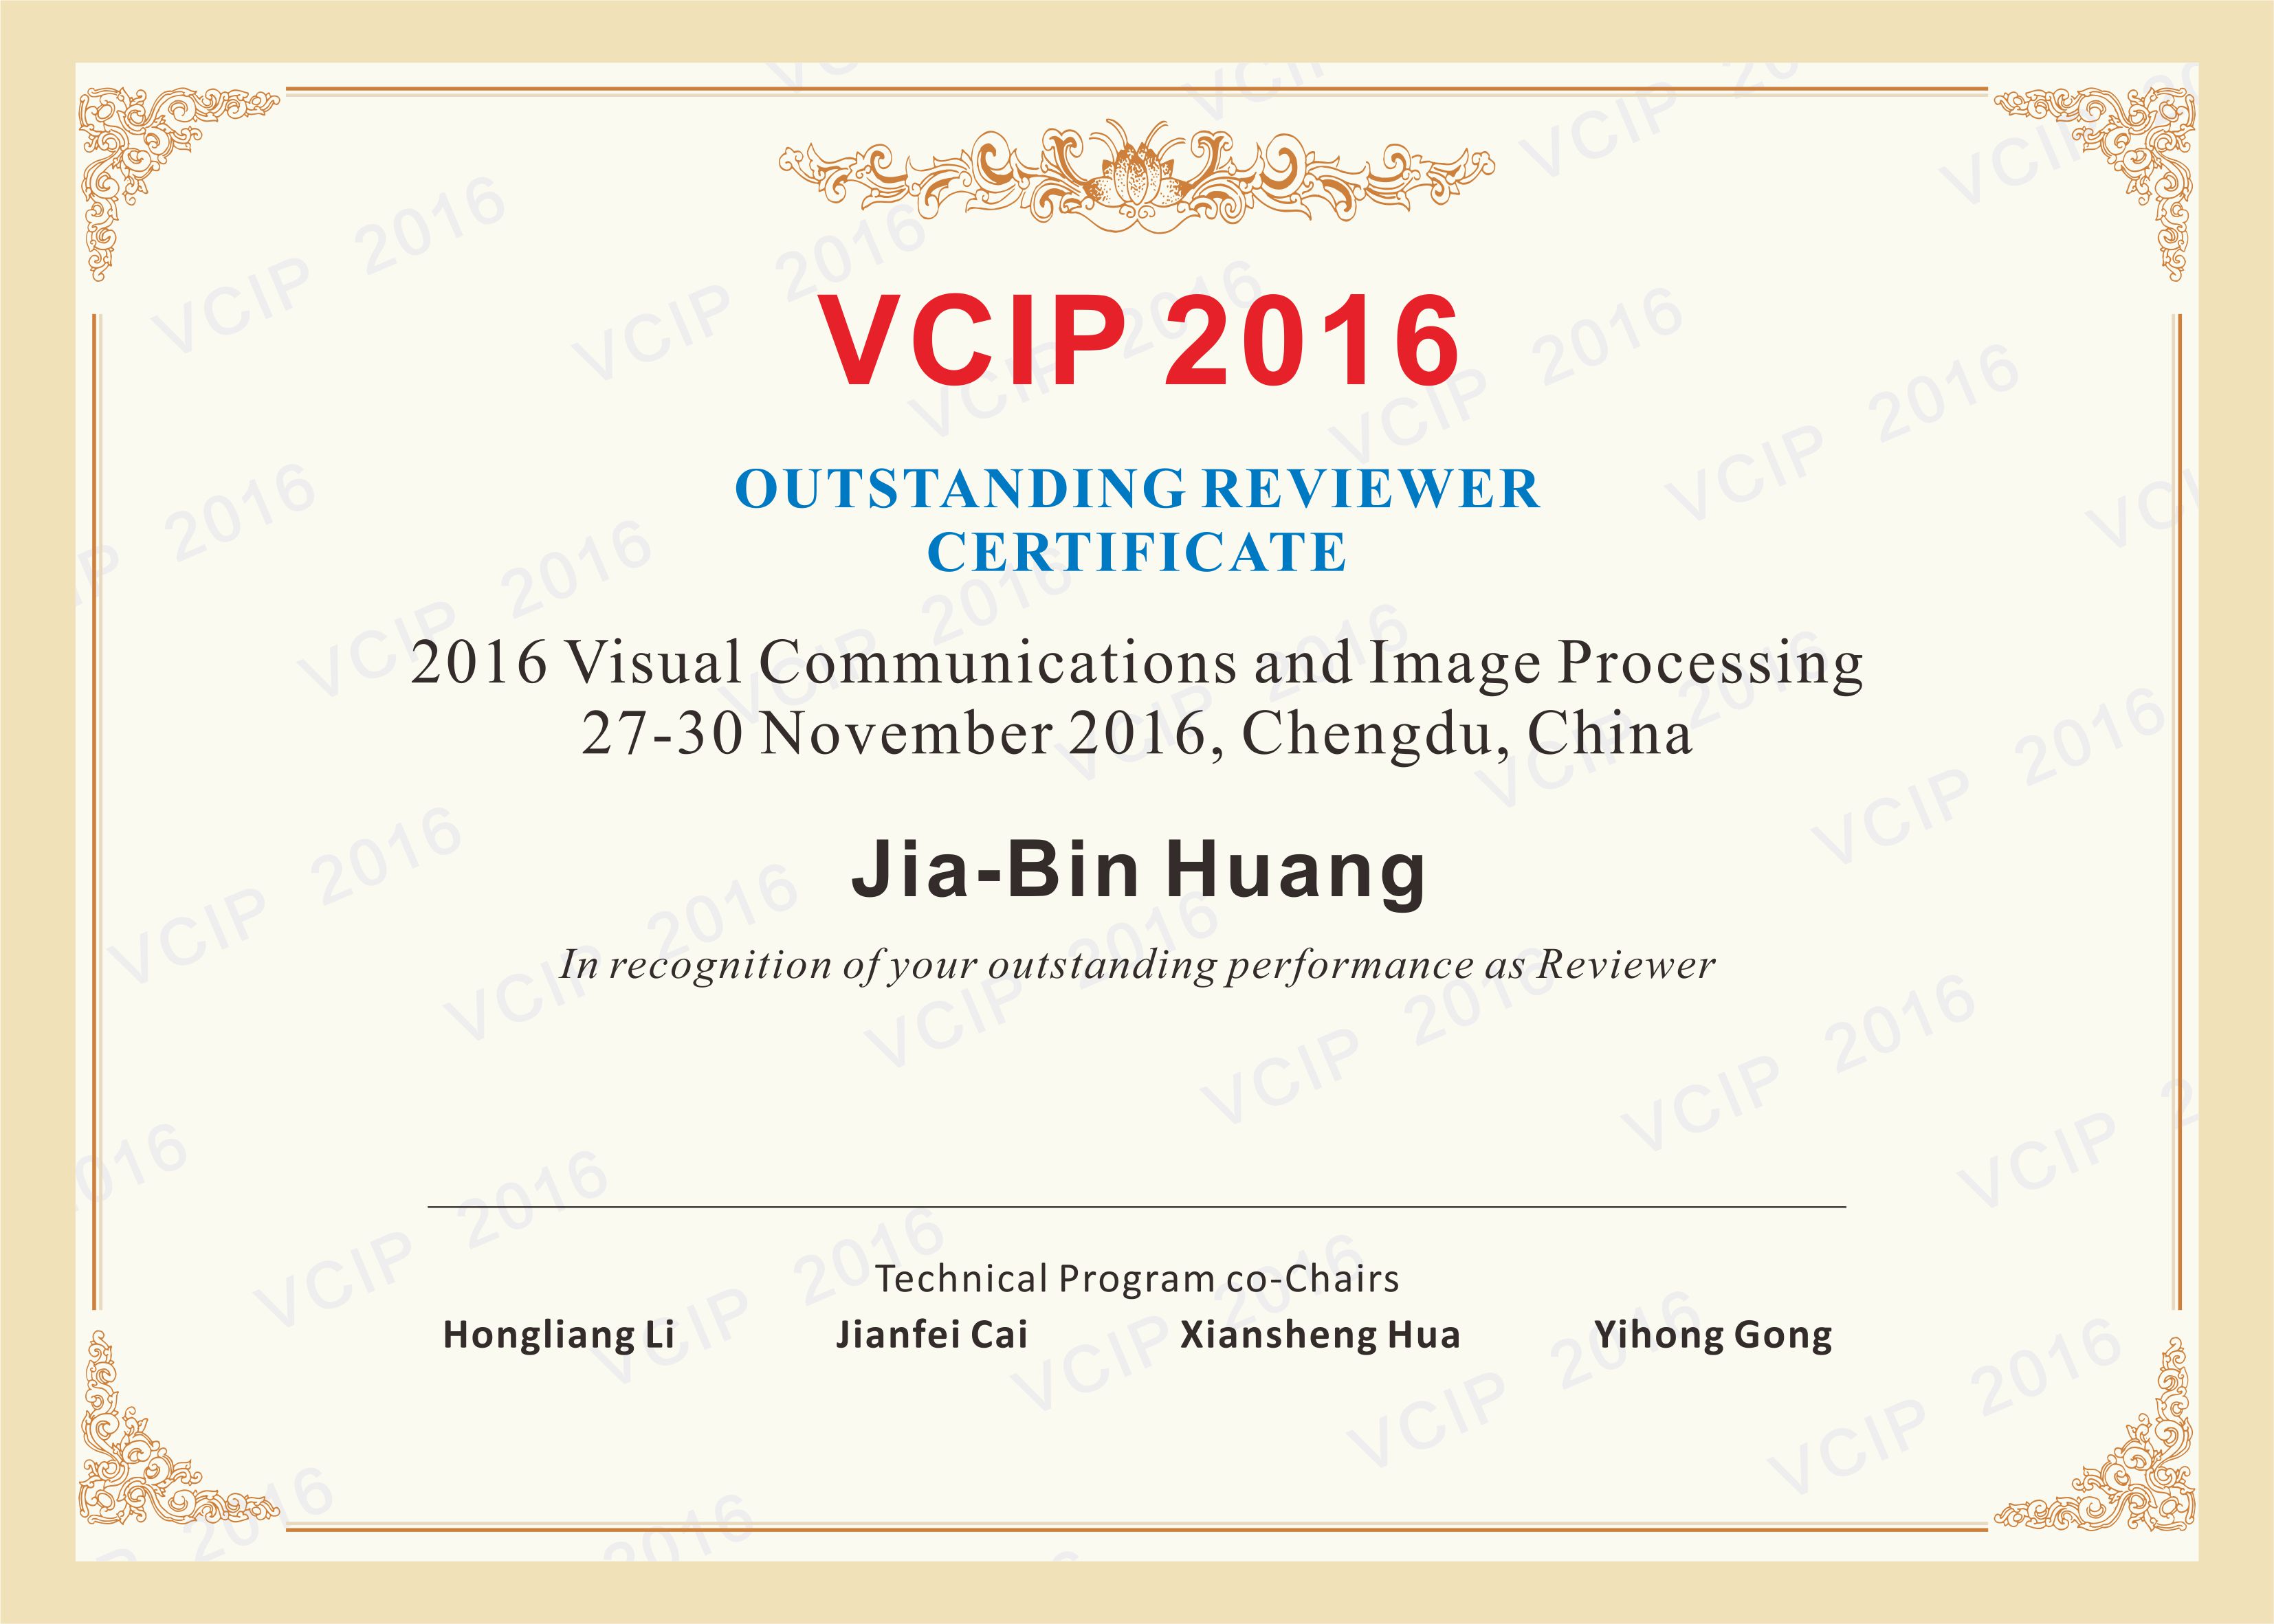 VCIP 2016
OUTSTANDING REVIEWER
CERTIFICATE
2016 Visual Communications and Image Processing
27-30 November 2016, Chengdu, China
Jia-Bin Huang
In recognition of your outstanding performance as Reviewer
Technical Program co-Chairs
Hongliang Li Jianfei Cai Xiansheng Hua Yihong Gong